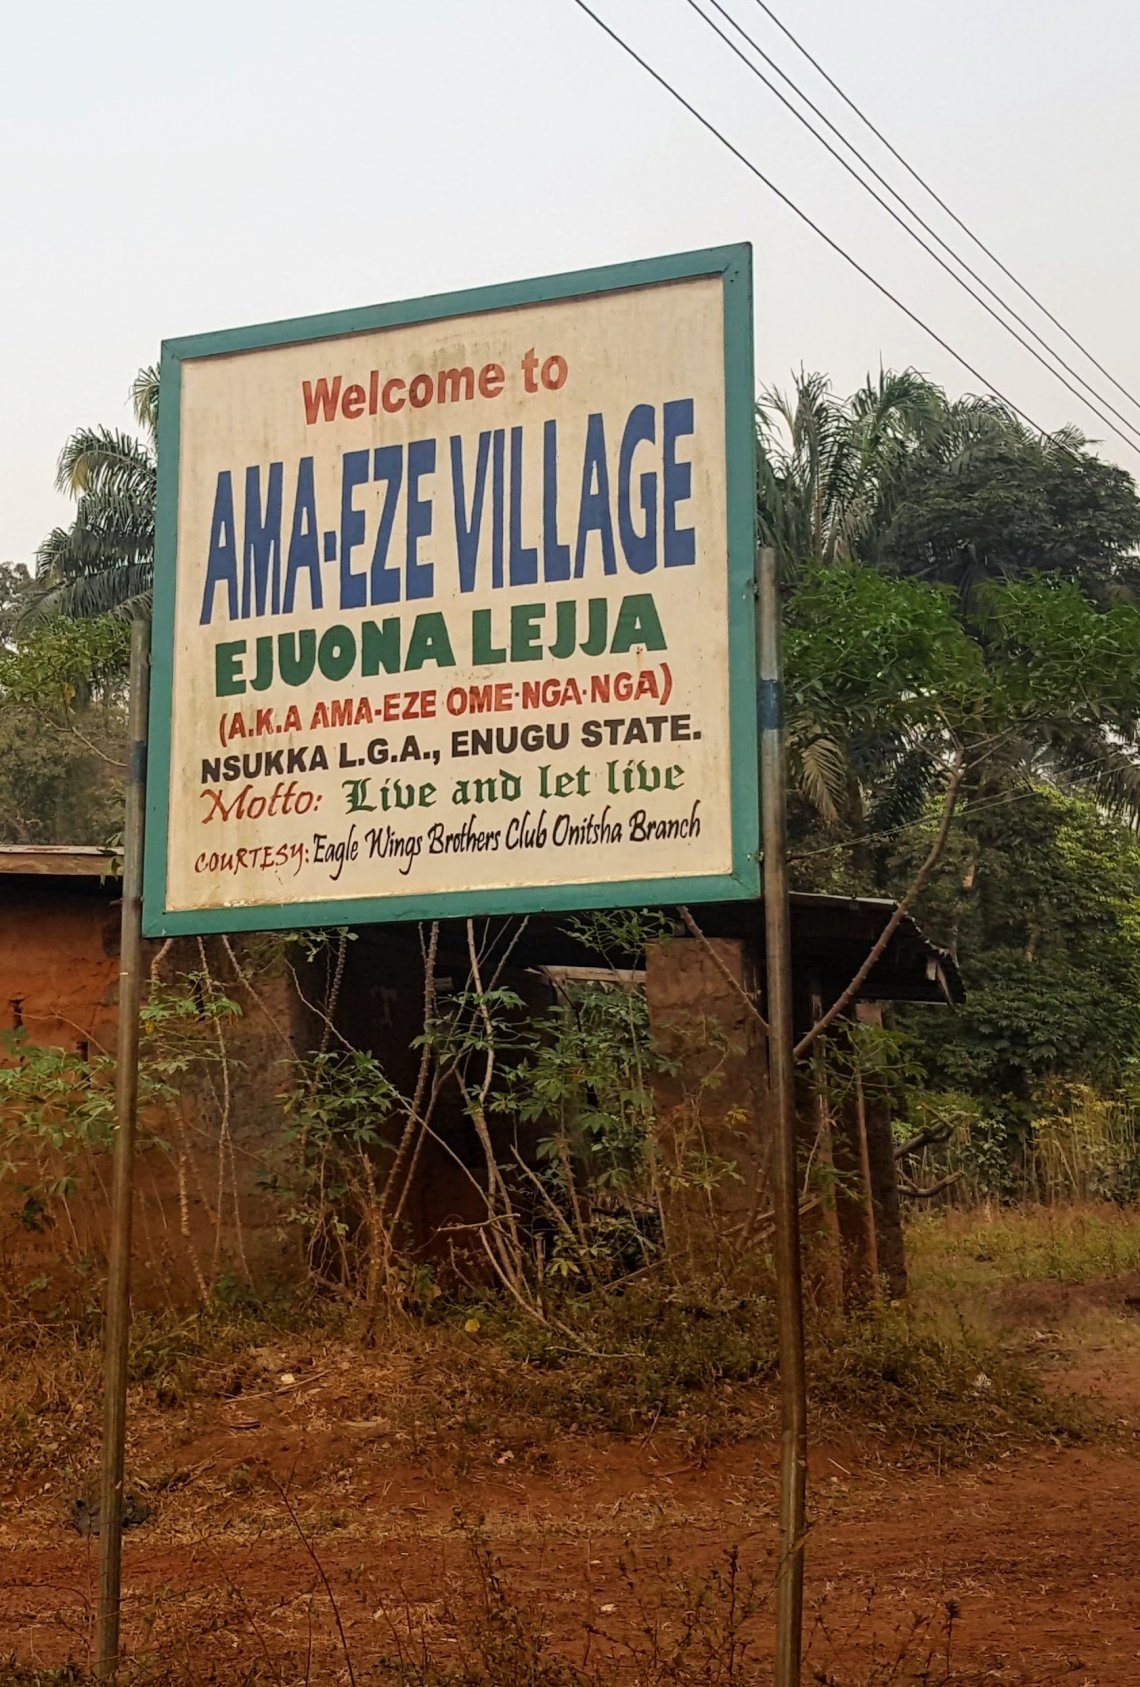 Welcome to
AMA-EZE VILLAGE
EJUONA LEJJA
(A.K.A AMA-EZE OME-NGA-NGA)
NSUKKA L.G.A., ENUGU STATE.
Motto: Live and let live
COURTESY: Eagle Wings Brothers Club Onitsha Branch